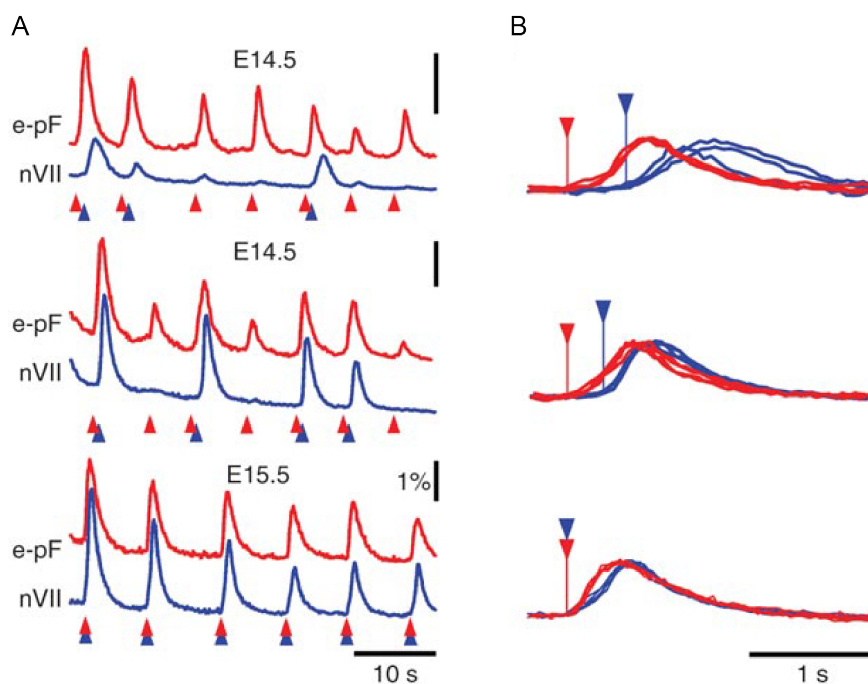 A
B
E14.5
e-pF
nVII
E14.5
e-pF
nVII
E15.5
1%
e-pF
nVII
10 s
1 s